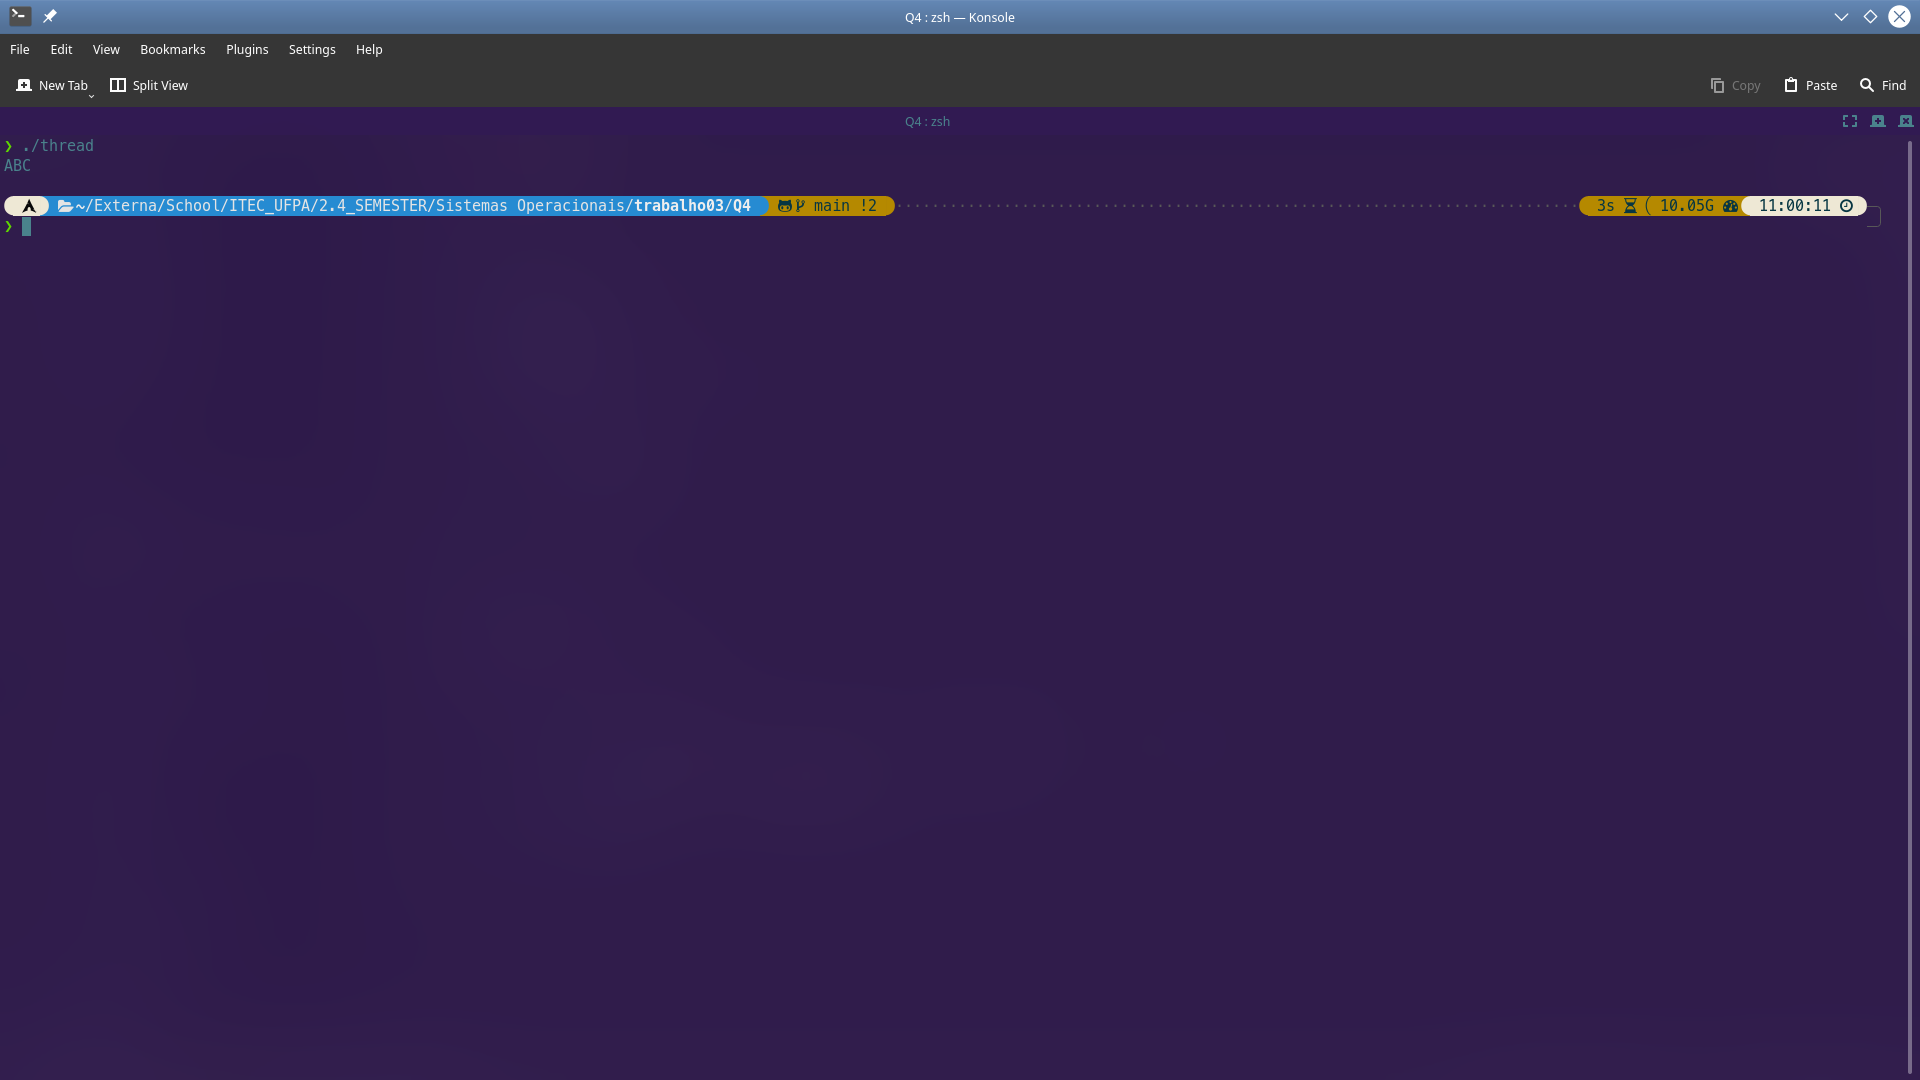 Q4 : zsh — Konsole
File Edit View Bookmarks Plugins Settings Help
New Tab Split View Copy Paste Find
Q4 : zsh
❯ ./thread
ABC
~/Externa/School/ITEC_UFPA/2.4_SEMESTER/Sistemas Operacionais/trabalho03/Q4 main !2 3s 10.05G 11:00:11
❯